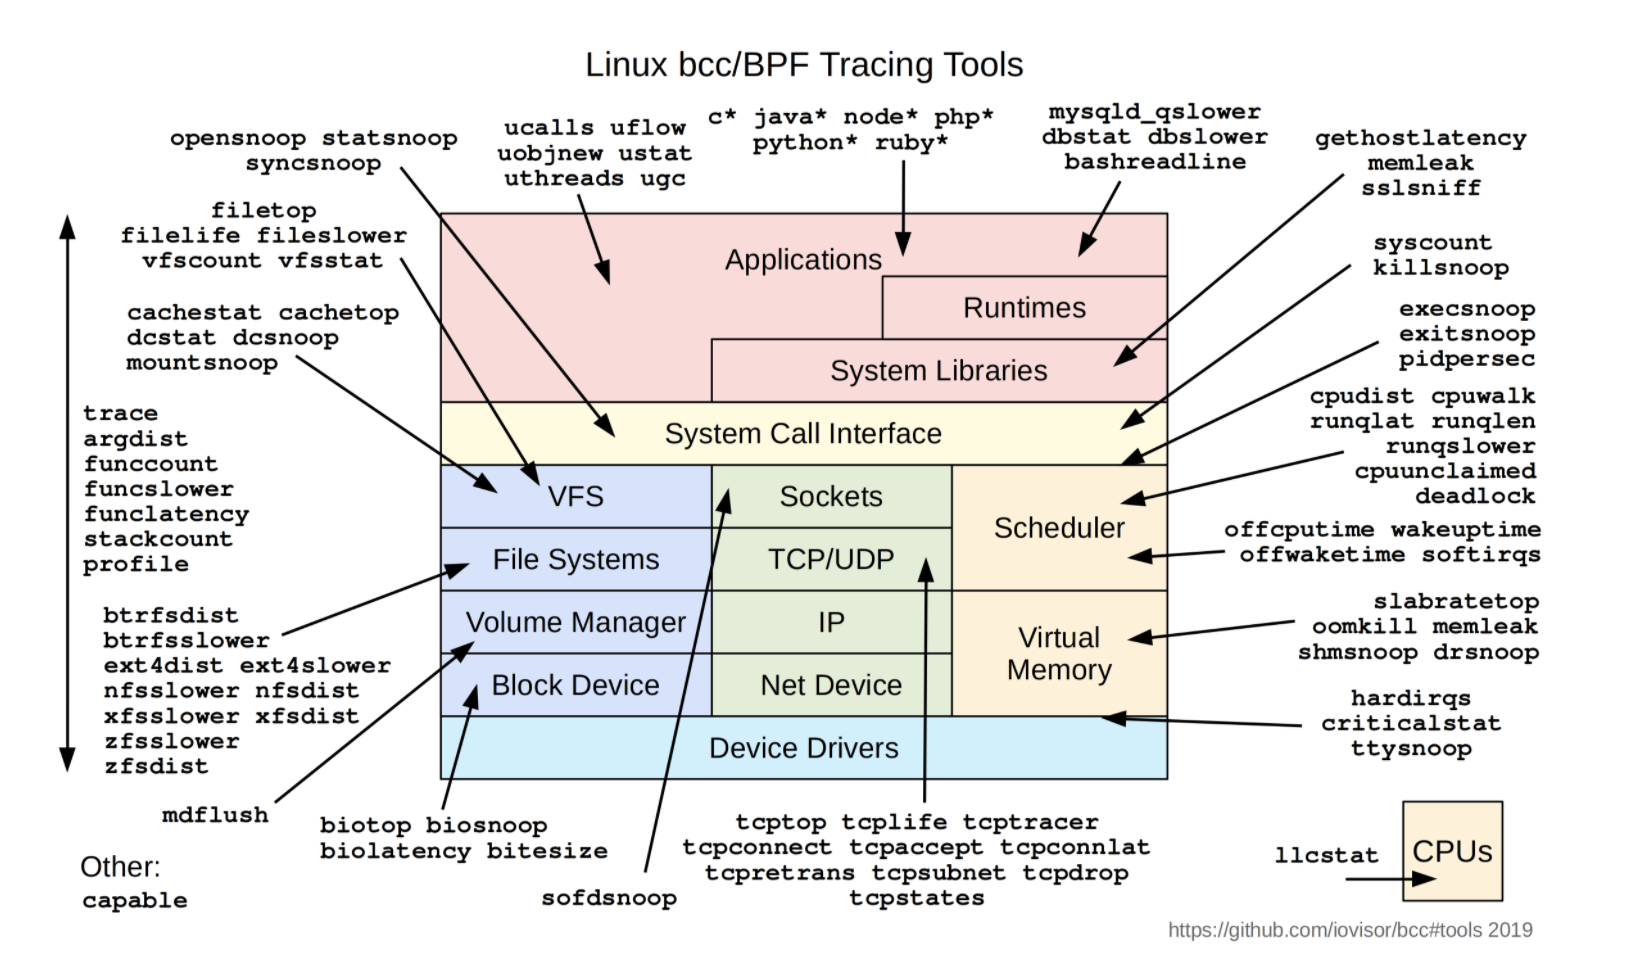 Linux bcc/BPF Tracing Tools
opensnoop statsnoop
syncsnoop
ucalls uflow
uobjnew ustat
uthreads ugc
c* java* node* php*
python* ruby*
mysqld_qslower
dbstat dbslower
bashreadline
gethostlatency
memleak
sslsniff
filetop
filelife fileslower
vfscount vfsstat
syscount
killsnoop
cachestat cachetop
dcstat dcsnoop
mountsnoop
execsnoop
exitsnoop
pidpersec
trace
argdist
funccount
funcslower
funclatency
stackcount
profile
cpudist cpuwalk
runqlat runqlen
runqslower
cpuunclaimed
deadlock
offcputime wakeuptime
offwaketime softirqs
btrfsdist
btrfsslower
ext4dist ext4slower
nfsslower nfsdist
xfsslower xfsdist
zfsslower
zfsdist
slabratetop
oomkill memleak
shmsnoop drsnoop
hardirqs
criticalstat
ttysnoop
Applications
Runtimes
System Libraries
System Call Interface
VFS
Sockets
Scheduler
File Systems
TCP/UDP
Volume Manager
IP
Virtual
Memory
Block Device
Net Device
Device Drivers
mdflush
biotop biosnoop
biolatency bitesize
sofdsnoop
tcptop tcplife tcptracer
tcpconnect tcpaccept tcpconnlat
tcpretrans tcpsubnet tcpdrop
tcpstates
llcstat
CPUs
Other:
capable
https://github.com/iovisor/bcc#tools 2019